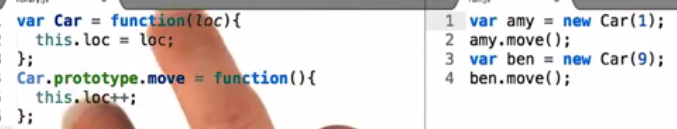 var Car = function(loc){
this.loc = loc;
};
Car.prototype.move = function(){
this.loc++;
};
1 var amy = new Car(1);
2 amy.move();
3 var ben = new Car(9);
4 ben.move();